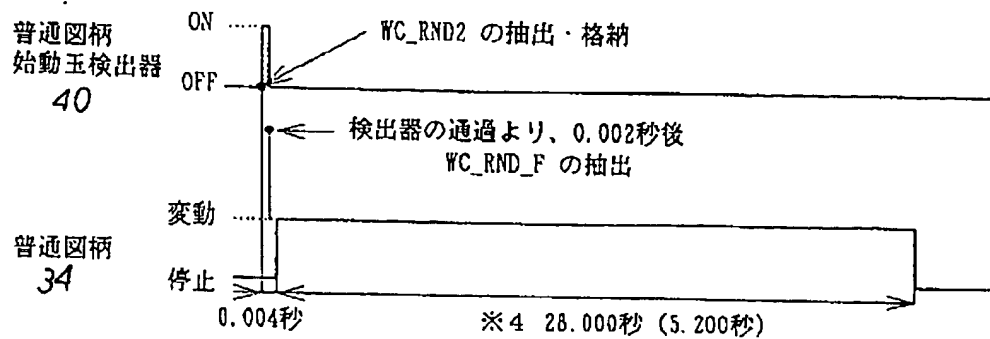 普通図柄
始動玉検出器
40
ON
OFF
WC_RND2 の抽出・格納
検出器の通過より、0.002秒後
WC_RND_F の抽出
普通図柄
34
変動
停止
0.004秒
※4 28.000秒 (5.200秒)